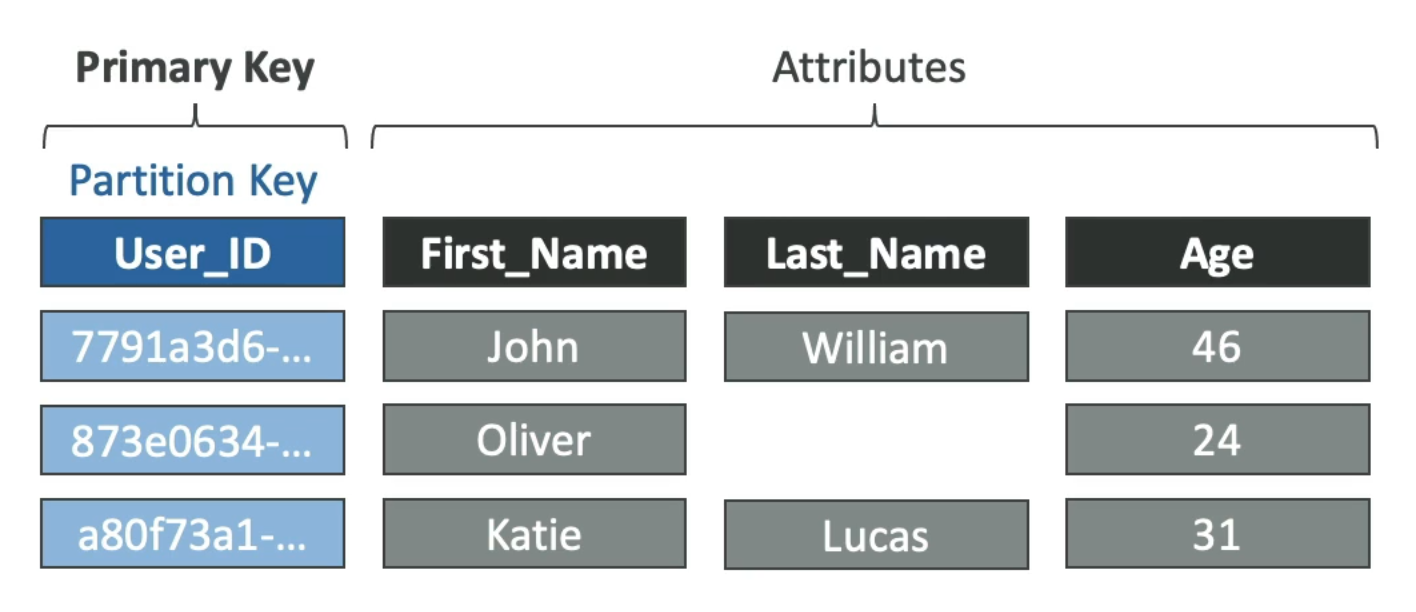 Primary Key Attributes
Partition Key
User_ID First_Name Last_Name Age
7791a3d6-... John William 46
873e0634-... Oliver 24
a80f73a1-... Katie Lucas 31